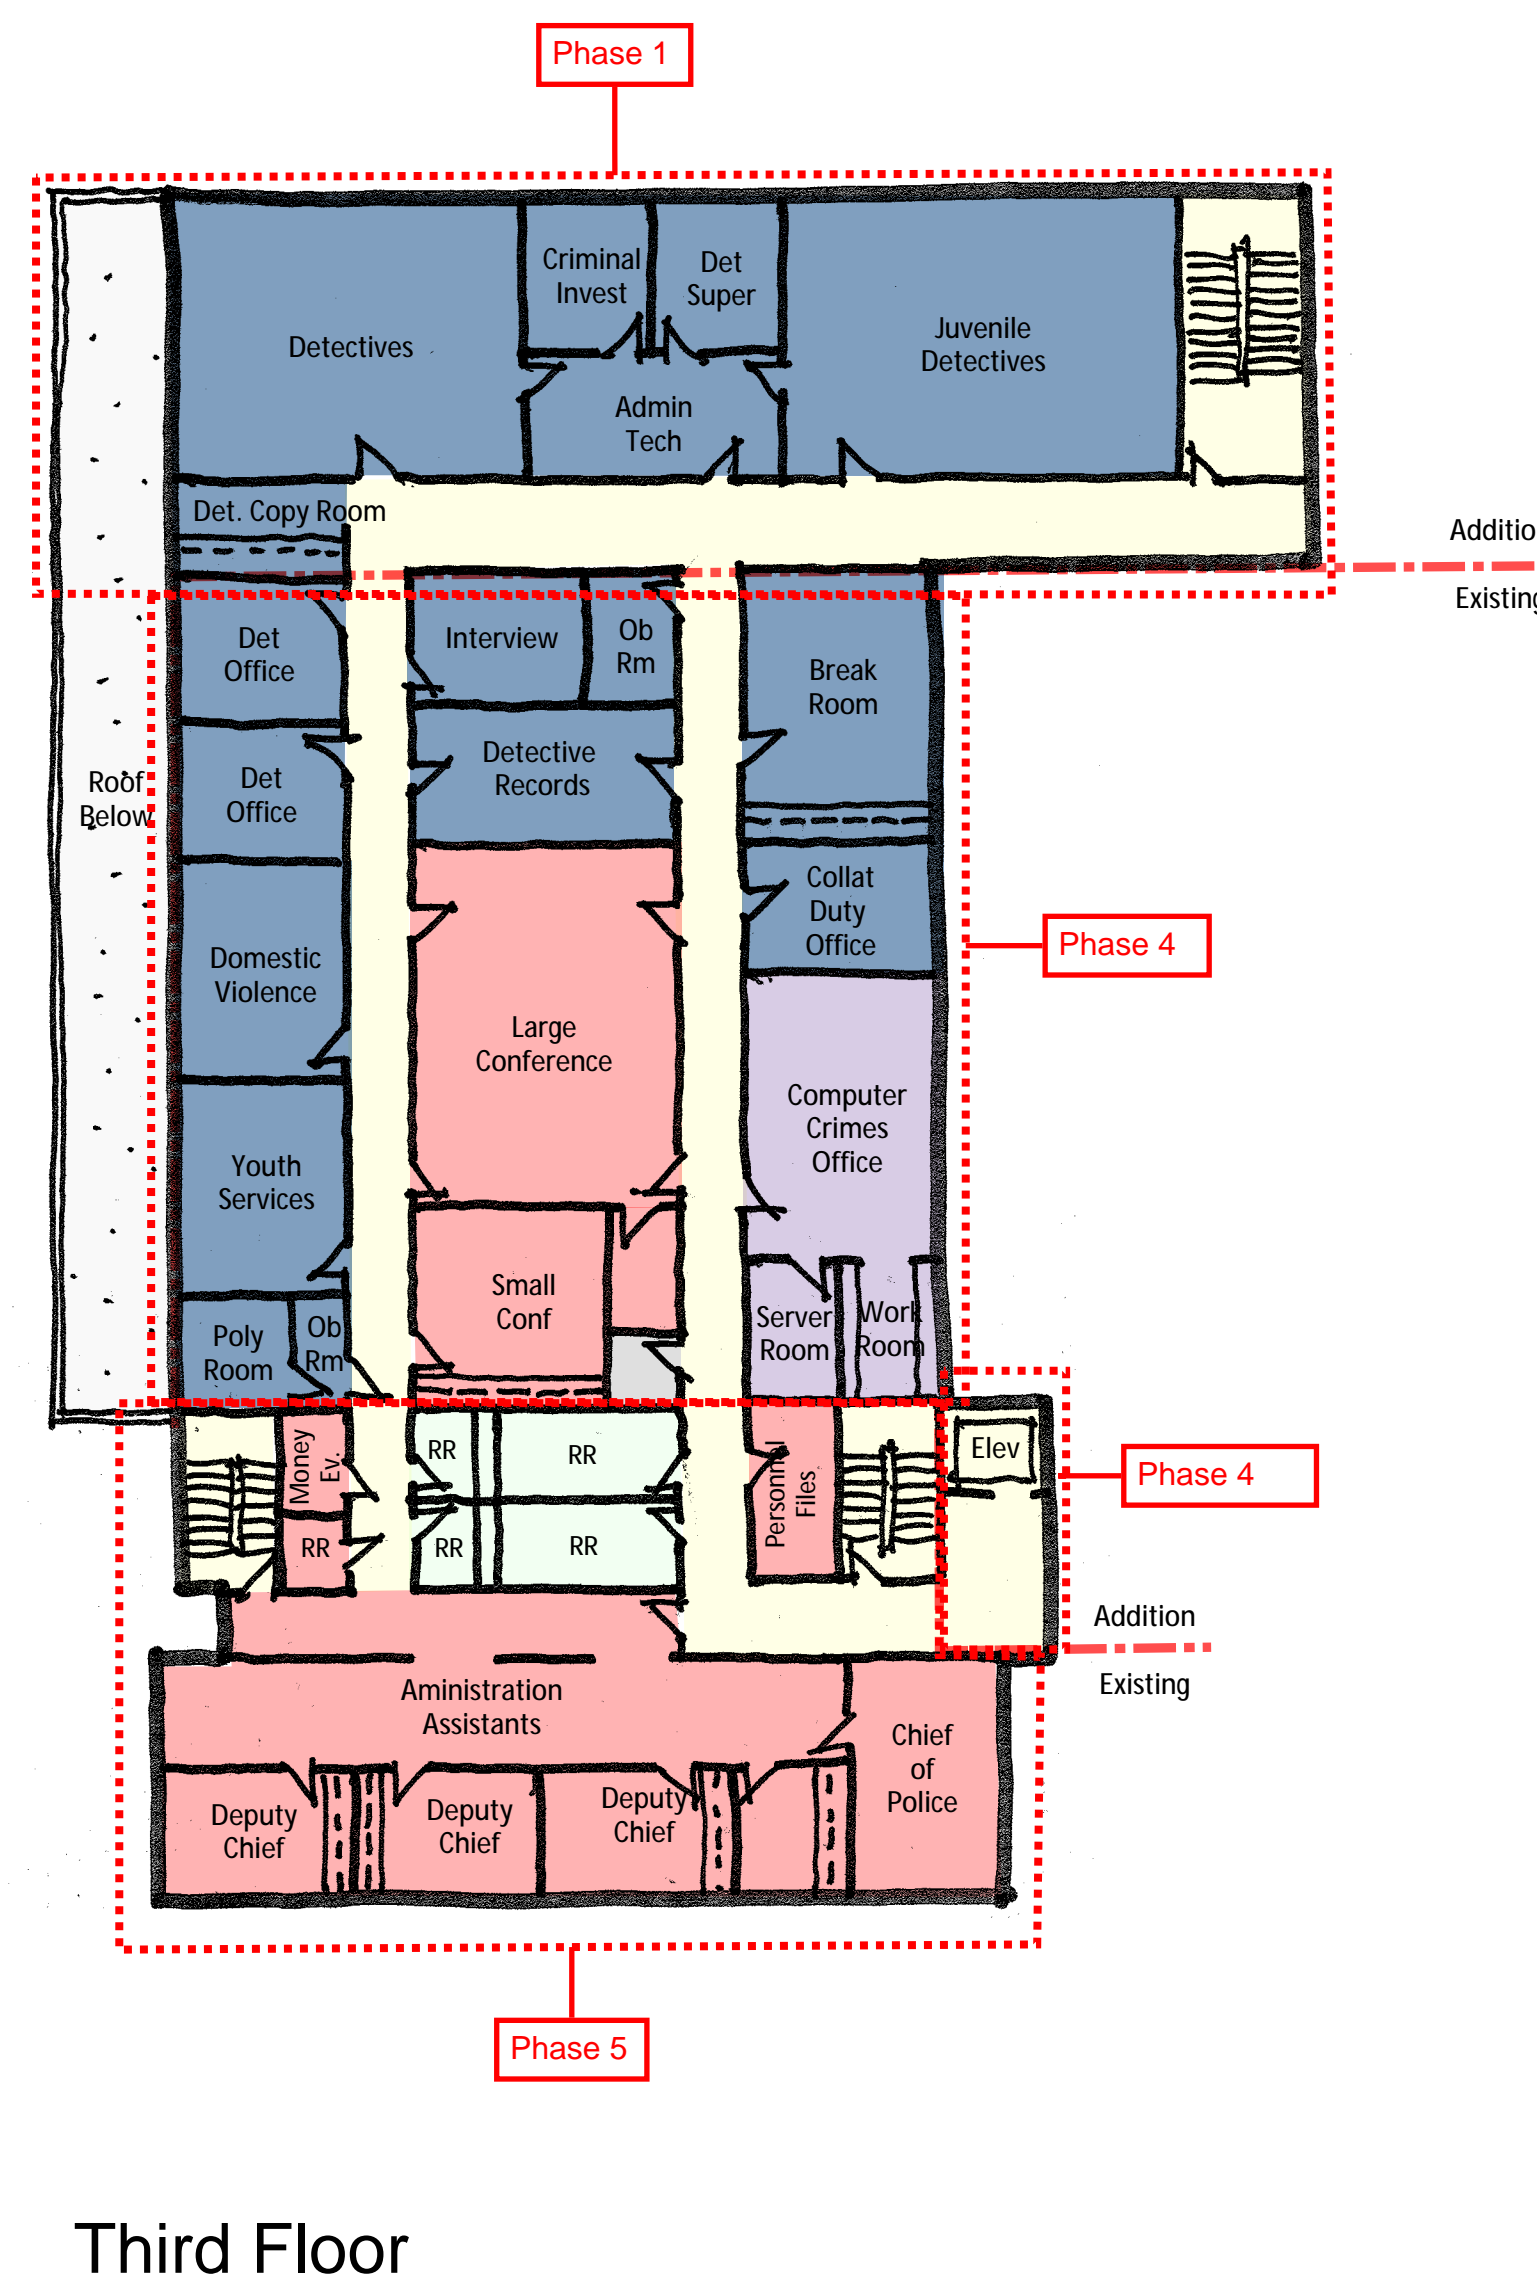 Phase 1
Criminal
Invest
Det
Super
Detectives
Juvenile
Detectives
Admin
Tech
Det. Copy Room
Additio
Existing
Det
Office
Interview
Ob
Rm
Break
Room
Detective
Records
Det
Office
Roof
Below
Collat
Duty
Office
Phase 4
Domestic
Violence
Large
Conference
Computer
Crimes
Office
Youth
Services
Small
Conf
Server
Room
Work
Room
Poly
Room
Ob
Rm
Money
Ev.
RR
RR
Personnal
Files
Elev
Phase 4
RR
RR
RR
Addition
Existing
Aministration
Assistants
Chief
of
Police
Deputy
Chief
Deputy
Chief
Deputy
Chief
Phase 5
Third Floor